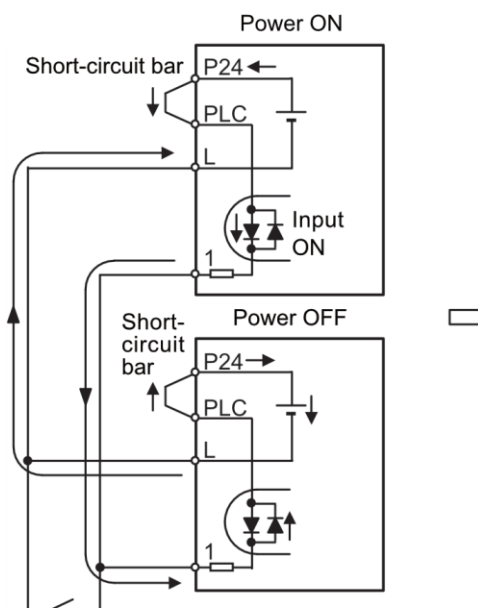 Power ON
Short-circuit bar
P24
PLC
L
Input
ON
1
Power OFF
Short-
circuit
bar
P24
PLC
L
1